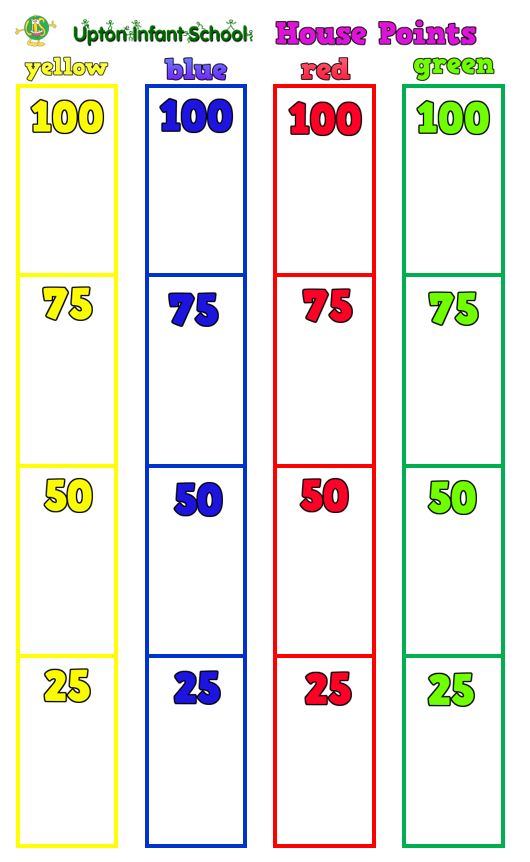 Upton Infant School House Points
yellow blue red green
100 100 100 100
75 75 75 75
50 50 50 50
25 25 25 25